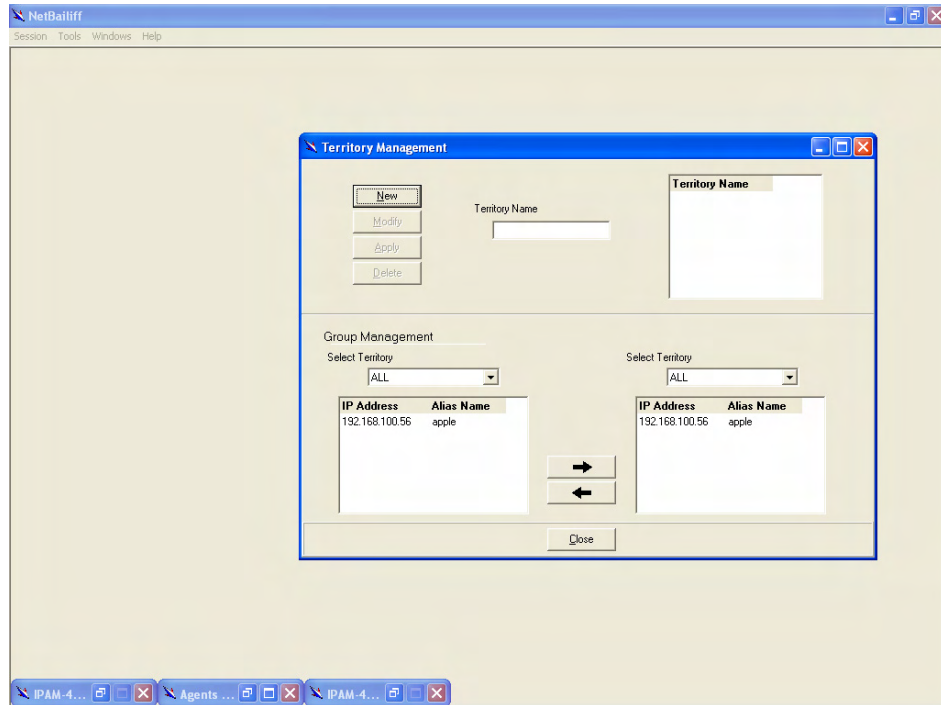 NetBailiff
Session Tools Windows Help
Territory Management
New
Modify
Apply
Delete
Territory Name
Territory Name
Group Management
Select Territory
ALL
IP Address Alias Name
192.168.100.56 apple
Select Territory
ALL
IP Address Alias Name
192.168.100.56 apple
Close
IPAM-4... Agents ... IPAM-4...